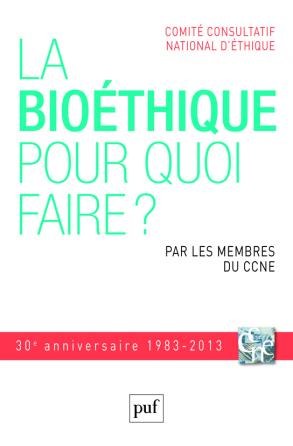 COMITÉ CONSULTATIF
NATIONAL D'ÉTHIQUE
LA
BIOÉTHIQUE
POUR QUOI
FAIRE ?
PAR LES MEMBRES
DU CCNE
30e anniversaire 1983-2013
puf